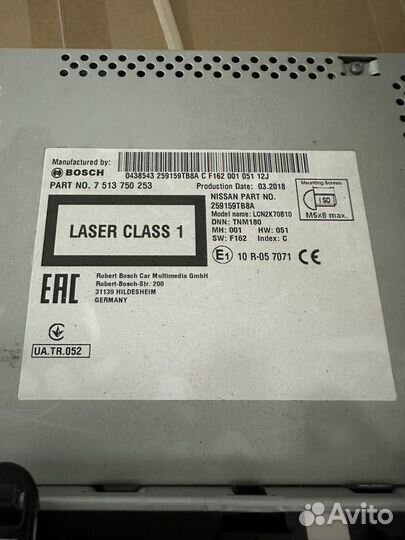 Manufactured by:
BOSCH
0438543 259159TB8A C F162 001 051 12J
PART NO. 7 513 750 253
Production Date: 03.2018
Mounting Screws
ISO
M5x8 max.
NISSAN PART NO.
259159TB8A
Model name: LCN2K70B10
DNN: TNM180
MH: 001 HW: 051
SW: F162 Index: C
LASER CLASS 1
E1 10 R-05 7071
EAC
Robert Bosch Car Multimedia GmbH
Robert-Bosch-Str. 200
31139 HILDESHEIM
GERMANY
UA.TR.052
Avito